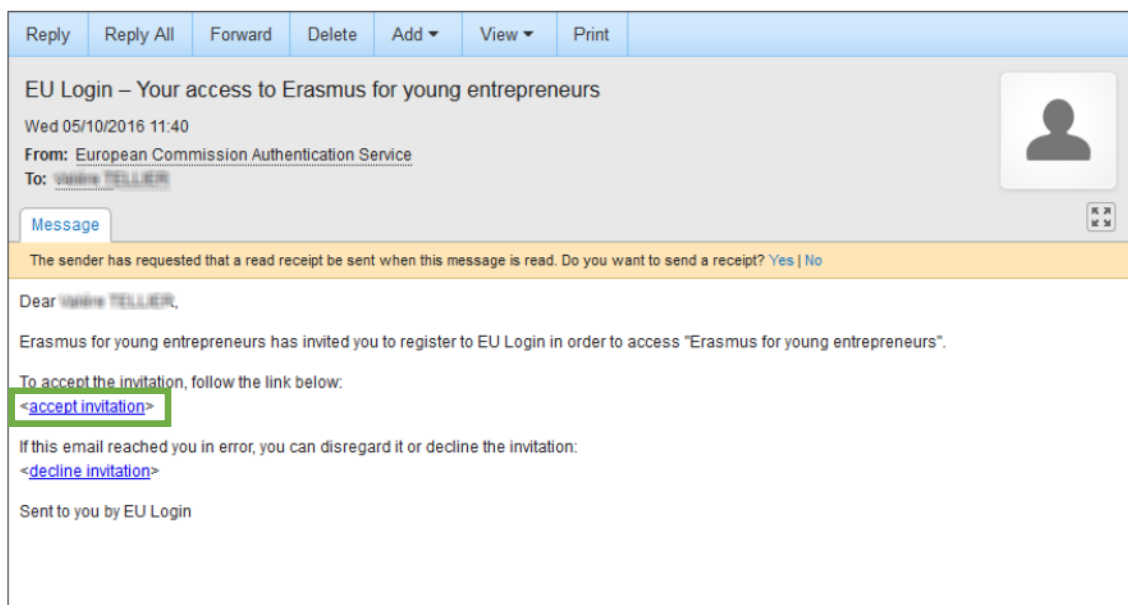 Reply Reply All Forward Delete Add View Print
EU Login – Your access to Erasmus for young entrepreneurs
Wed 05/10/2016 11:40
From: European Commission Authentication Service
To: TELLIER
Message
The sender has requested that a read receipt be sent when this message is read. Do you want to send a receipt? Yes | No
Dear TELLIER,
Erasmus for young entrepreneurs has invited you to register to EU Login in order to access "Erasmus for young entrepreneurs".
To accept the invitation, follow the link below:
<accept invitation>
If this email reached you in error, you can disregard it or decline the invitation:
<decline invitation>
Sent to you by EU Login